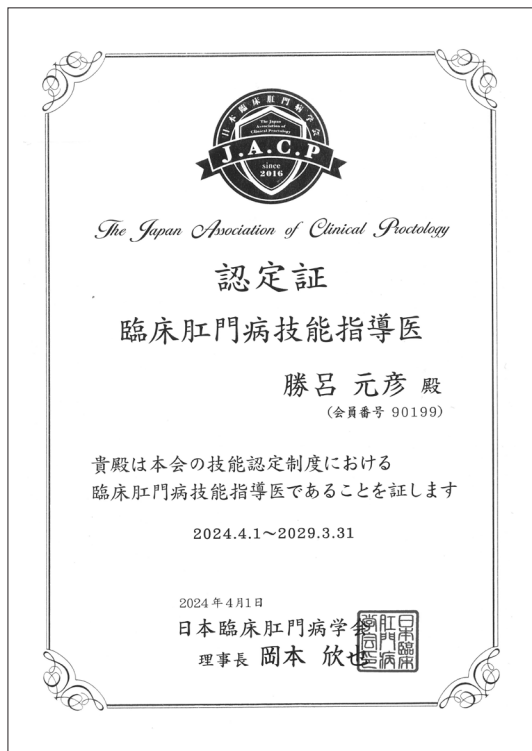 日本臨床肛門病学会
The Japan
Association of
Clinical Proctology
J.A.C.P
since
2016
The Japan Association of Clinical Proctology
認定証
臨床肛門病技能指導医
勝呂 元彦 殿
(会員番号 90199)
貴殿は本会の技能認定制度における
臨床肛門病技能指導医であることを証します
2024.4.1~2029.3.31
2024年4月1日
日本臨床肛門病学会
理事長 岡本 欣也
日本臨床
肛門病
学会印